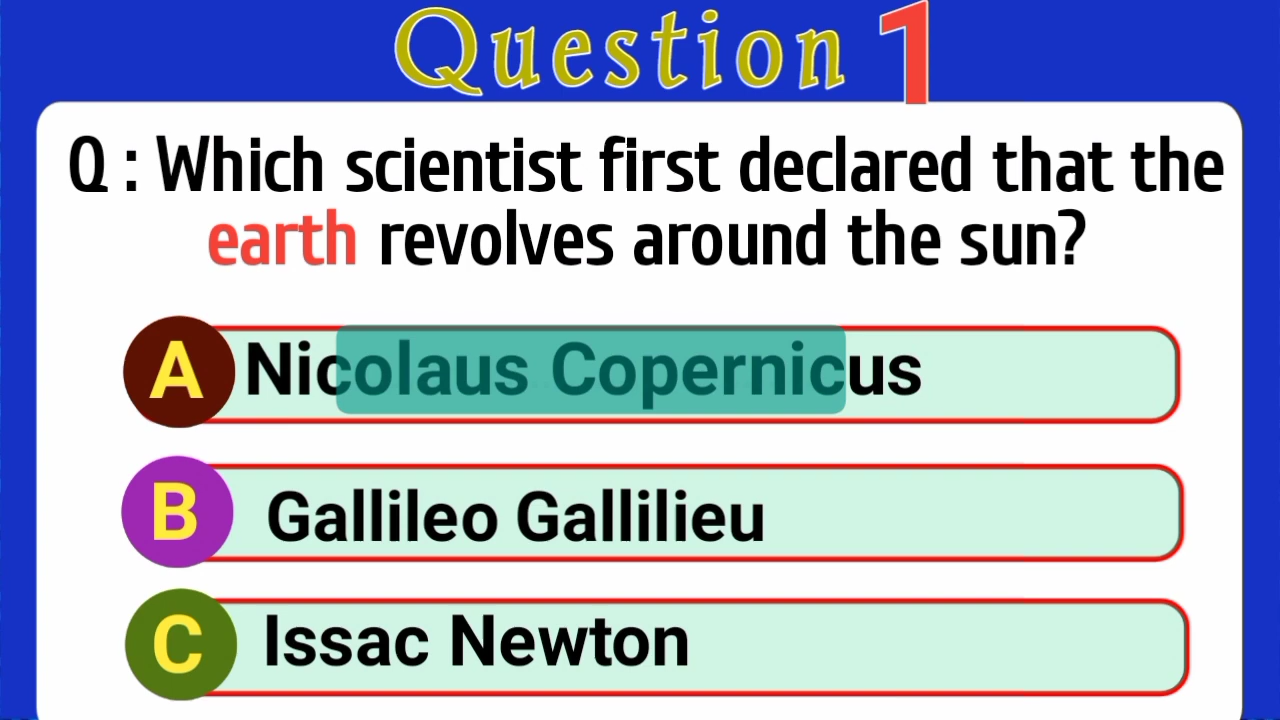 Question 1
Q : Which scientist first declared that the
earth revolves around the sun?
A Nicolaus Copernicus
B Gallileo Gallilieu
C Issac Newton